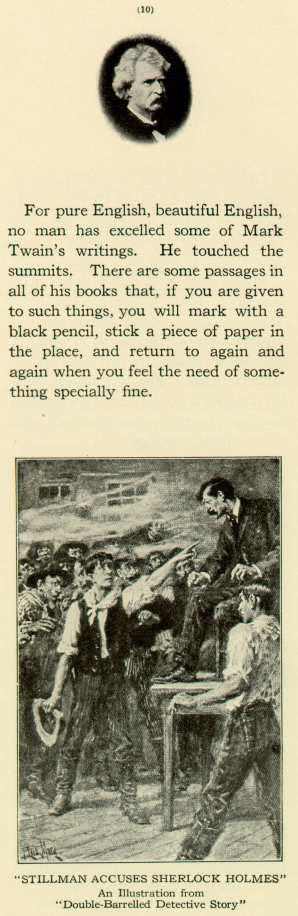 (10)
For pure English, beautiful English,
no man has excelled some of Mark
Twain's writings. He touched the
summits. There are some passages in
all of his books that, if you are given
to such things, you will mark with a
black pencil, stick a piece of paper in
the place, and return to again and
again when you feel the need of some-
thing specially fine.
"STILLMAN ACCUSES SHERLOCK HOLMES"
An Illustration from
"Double-Barrelled Detective Story"